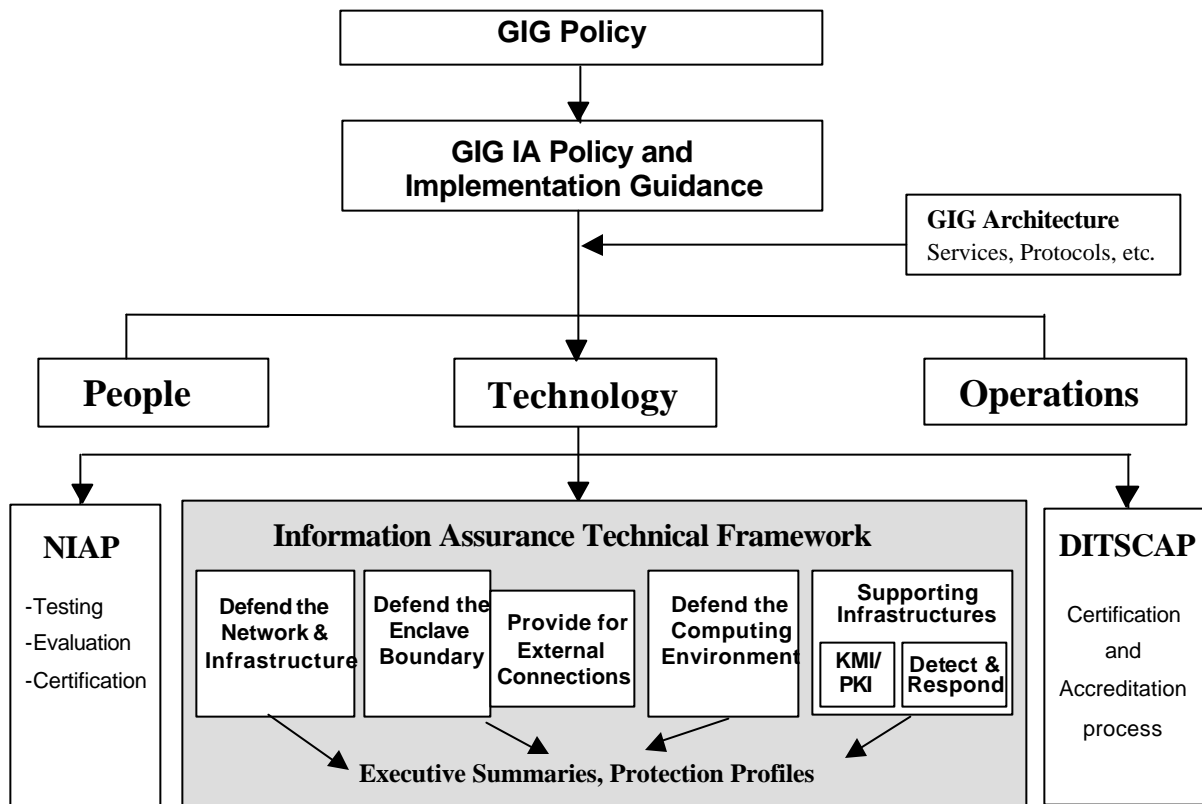 GIG Policy
GIG IA Policy and
Implementation Guidance
GIG Architecture
Services, Protocols, etc.
People
Technology
Operations
NIAP
-Testing
-Evaluation
-Certification
Information Assurance Technical Framework
Defend the
Network &
Infrastructure
Defend the
Enclave
Boundary
Provide for
External
Connections
Defend the
Computing
Environment
Supporting
Infrastructures
KMI/
PKI
Detect &
Respond
Executive Summaries, Protection Profiles
DITSCAP
Certification
and
Accreditation
process